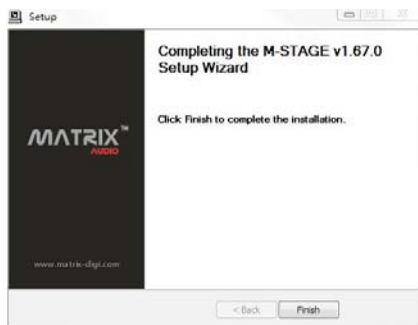 Setup
Completing the M-STAGE v1.67.0
Setup Wizard
Click Finish to complete the installation.
MATRIX™
AUDIO
www.matrix-digi.com
< Back
Finish